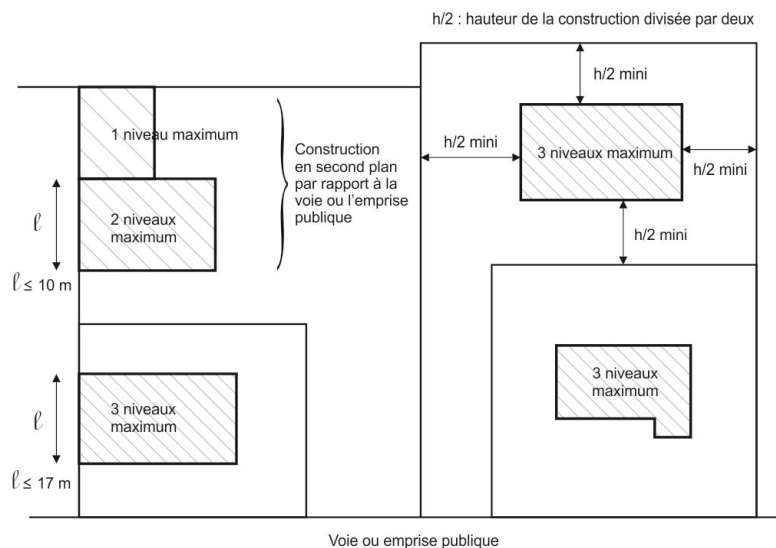 h/2 : hauteur de la construction divisée par deux
1 niveau maximum
Construction
en second plan
par rapport à la
voie ou l'emprise
publique
2 niveaux
maximum
ℓ
ℓ ≤ 10 m
3 niveaux
maximum
ℓ
ℓ ≤ 17 m
h/2 mini
h/2 mini
3 niveaux maximum
h/2 mini
h/2 mini
3 niveaux
maximum
Voie ou emprise publique